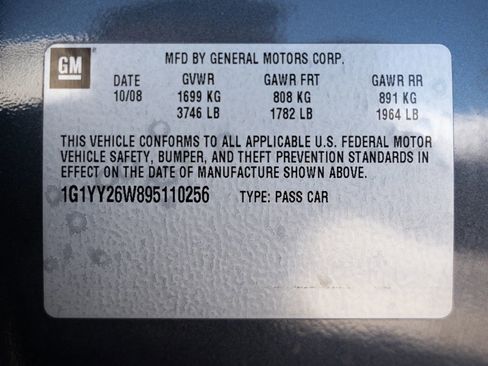 GM
MFD BY GENERAL MOTORS CORP.
DATE GVWR GAWR FRT GAWR RR
10/08 1699 KG 808 KG 891 KG
3746 LB 1782 LB 1964 LB
THIS VEHICLE CONFORMS TO ALL APPLICABLE U.S. FEDERAL MOTOR
VEHICLE SAFETY, BUMPER, AND THEFT PREVENTION STANDARDS IN
EFFECT ON THE DATE OF MANUFACTURE SHOWN ABOVE.
1G1YY26W895110256 TYPE: PASS CAR